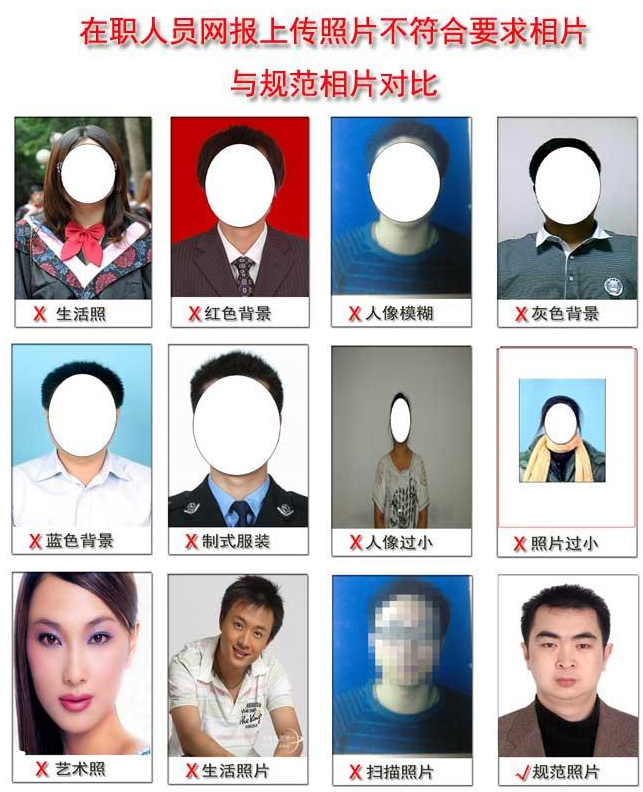 在职人员网报上传照片不符合要求相片
与规范相片对比
X 生活照
X 红色背景
X 人像模糊
X 灰色背景
X 蓝色背景
X 制式服装
X 人像过小
X 照片过小
X 艺术照
X 生活照片
X 扫描照片
√ 规范照片